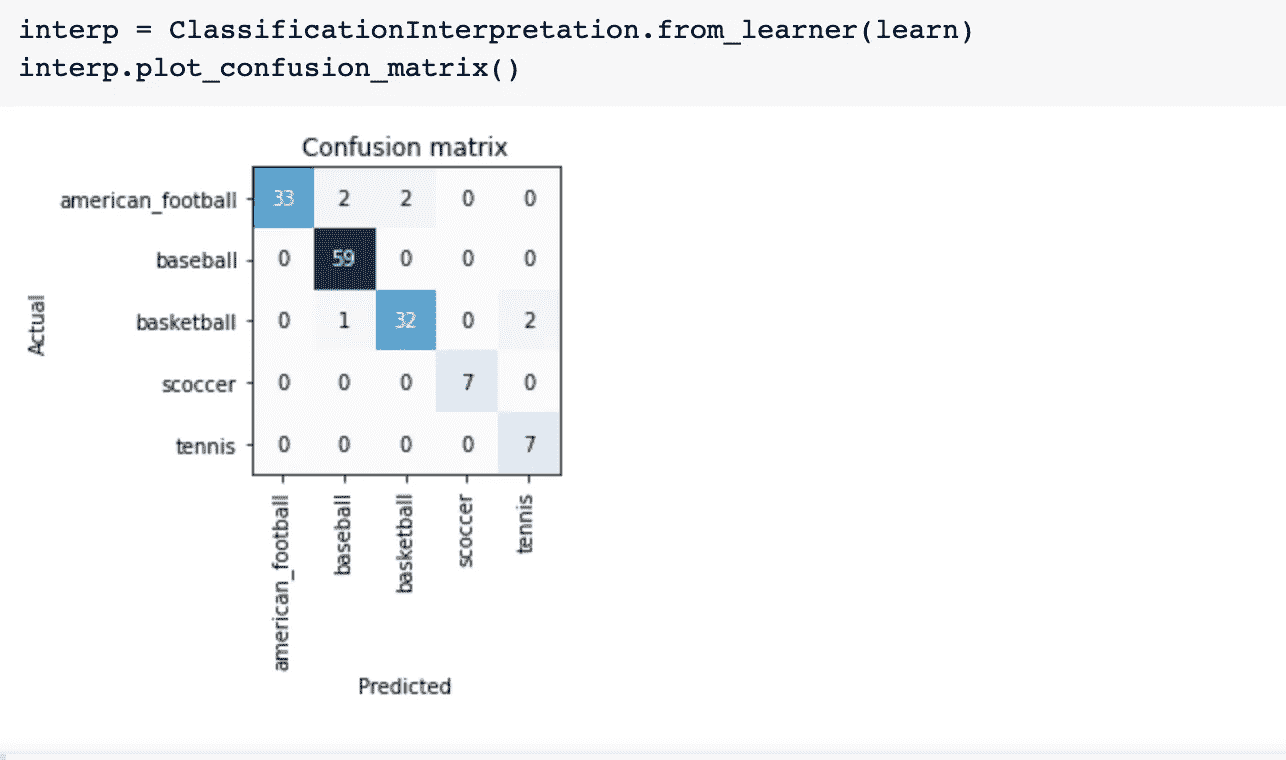 interp = ClassificationInterpretation.from_learner(learn)
interp.plot_confusion_matrix()
Confusion matrix
american_football 33 2 2 0 0
baseball 0 59 0 0 0
basketball 0 1 32 0 2
scoccer 0 0 0 7 0
tennis 0 0 0 0 7
Actual
american_football baseball basketball scoccer tennis
Predicted